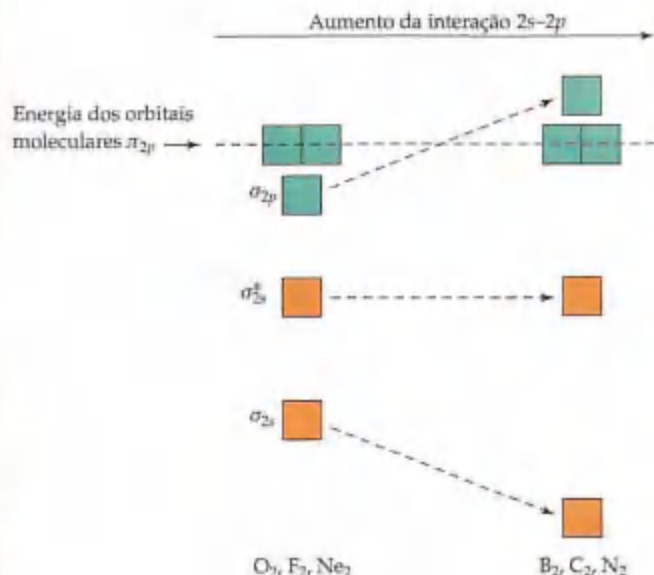 Aumento da interação 2s–2p
Energia dos orbitais
moleculares π₂ₚ
σ₂ₚ
σ*₂ₛ
σ₂ₛ
O₂, F₂, Ne₂
B₂, C₂, N₂